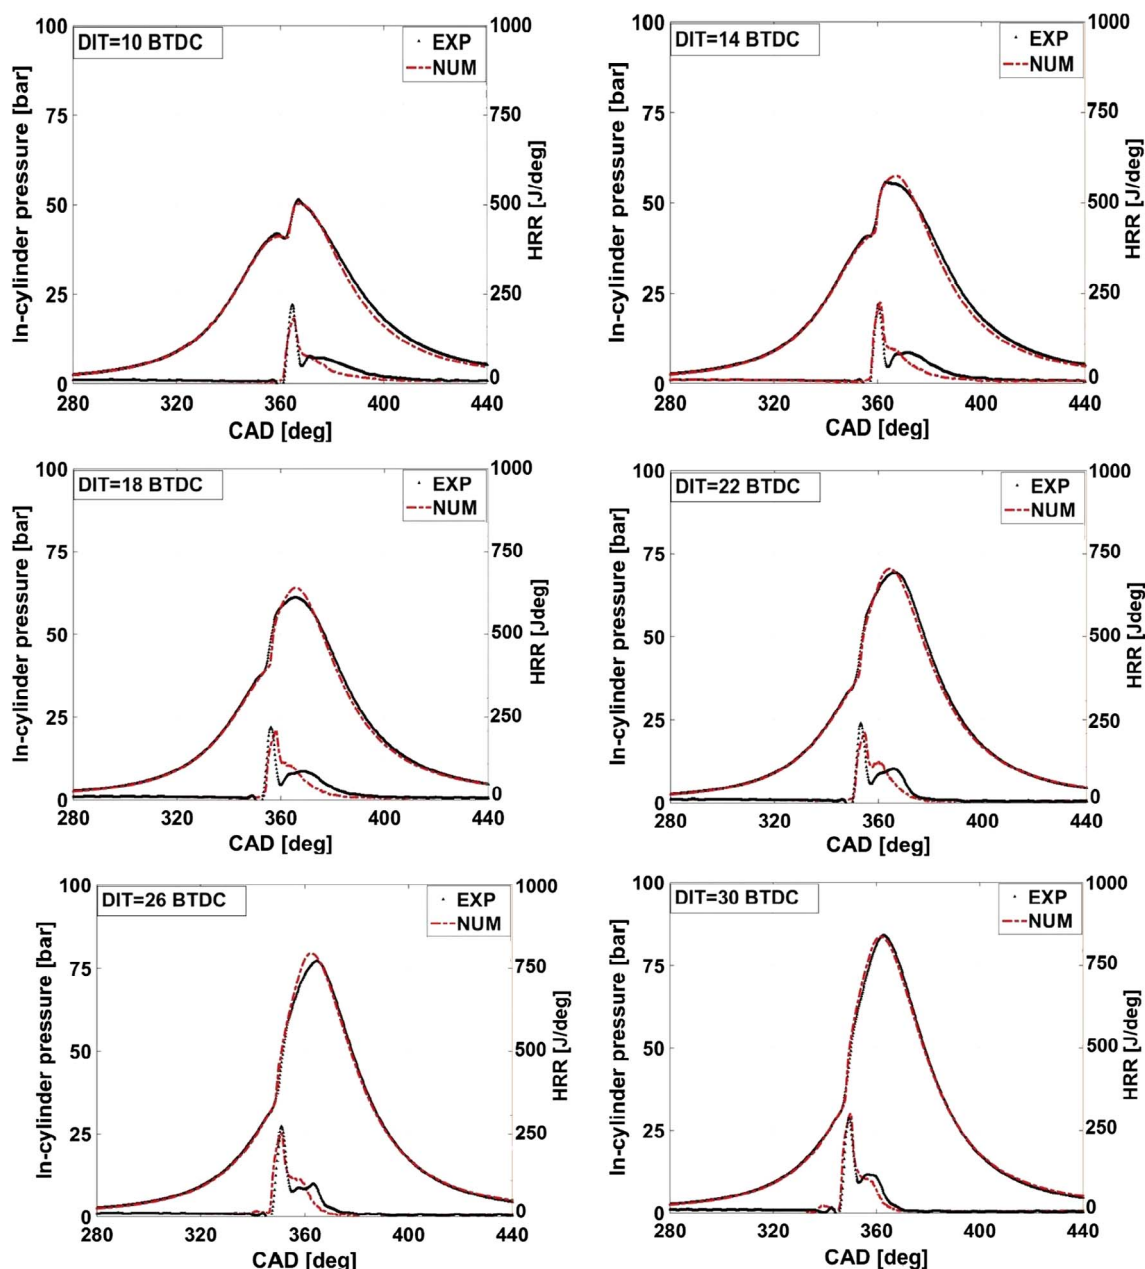 DIT=10 BTDC
EXP
NUM
In-cylinder pressure [bar]
100
75
50
25
0
HRR [J/deg]
1000
750
500
250
0
280 320 360 400 440
CAD [deg]
DIT=14 BTDC
EXP
NUM
In-cylinder pressure [bar]
100
75
50
25
0
HRR [J/deg]
1000
750
500
250
0
280 320 360 400 440
CAD [deg]
DIT=18 BTDC
EXP
NUM
In-cylinder pressure [bar]
100
75
50
25
0
HRR [Jdeg]
1000
750
500
250
0
280 320 360 400 440
CAD [deg]
DIT=22 BTDC
EXP
NUM
In-cylinder pressure [bar]
100
75
50
25
0
HRR [Jdeg]
1000
750
500
250
0
280 320 360 400 440
CAD [deg]
DIT=26 BTDC
EXP
NUM
In-cylinder pressure [bar]
100
75
50
25
0
HRR [J/deg]
1000
750
500
250
0
280 320 360 400 440
CAD [deg]
DIT=30 BTDC
EXP
NUM
In-cylinder pressure [bar]
100
75
50
25
0
HRR [J/deg]
1000
750
500
250
0
280 320 360 400 440
CAD [deg]